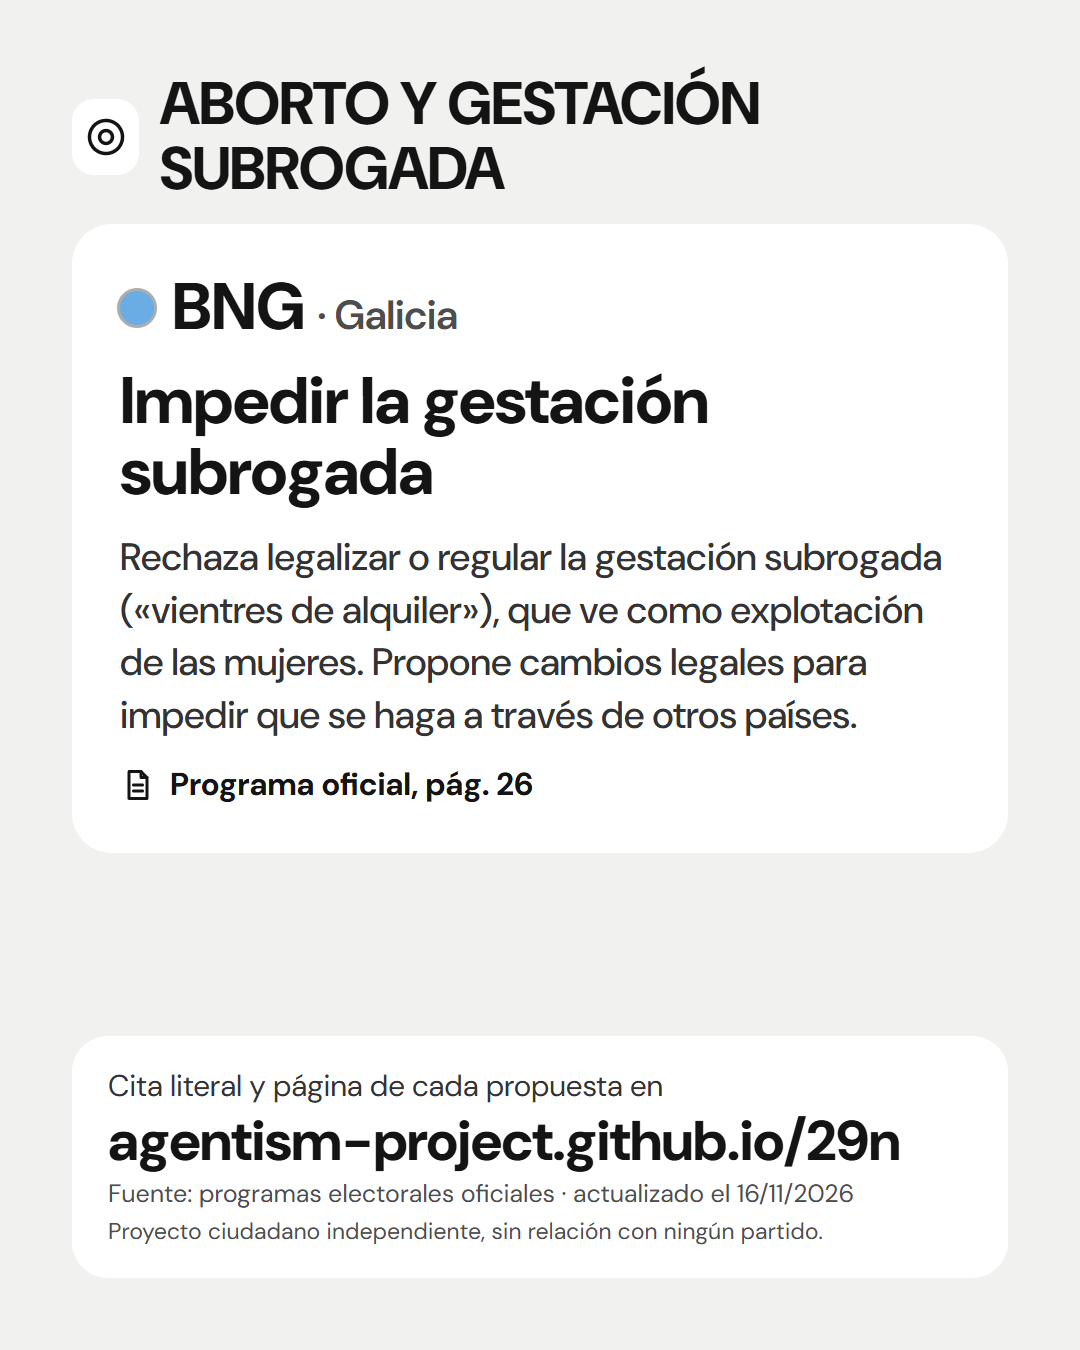 ABORTO Y GESTACIÓN
SUBROGADA
BNG · Galicia
Impedir la gestación
subrogada
Rechaza legalizar o regular la gestación subrogada
(«vientres de alquiler»), que ve como explotación
de las mujeres. Propone cambios legales para
impedir que se haga a través de otros países.
Programa oficial, pág. 26
Cita literal y página de cada propuesta en
agentism-project.github.io/29n
Fuente: programas electorales oficiales · actualizado el 16/11/2026
Proyecto ciudadano independiente, sin relación con ningún partido.